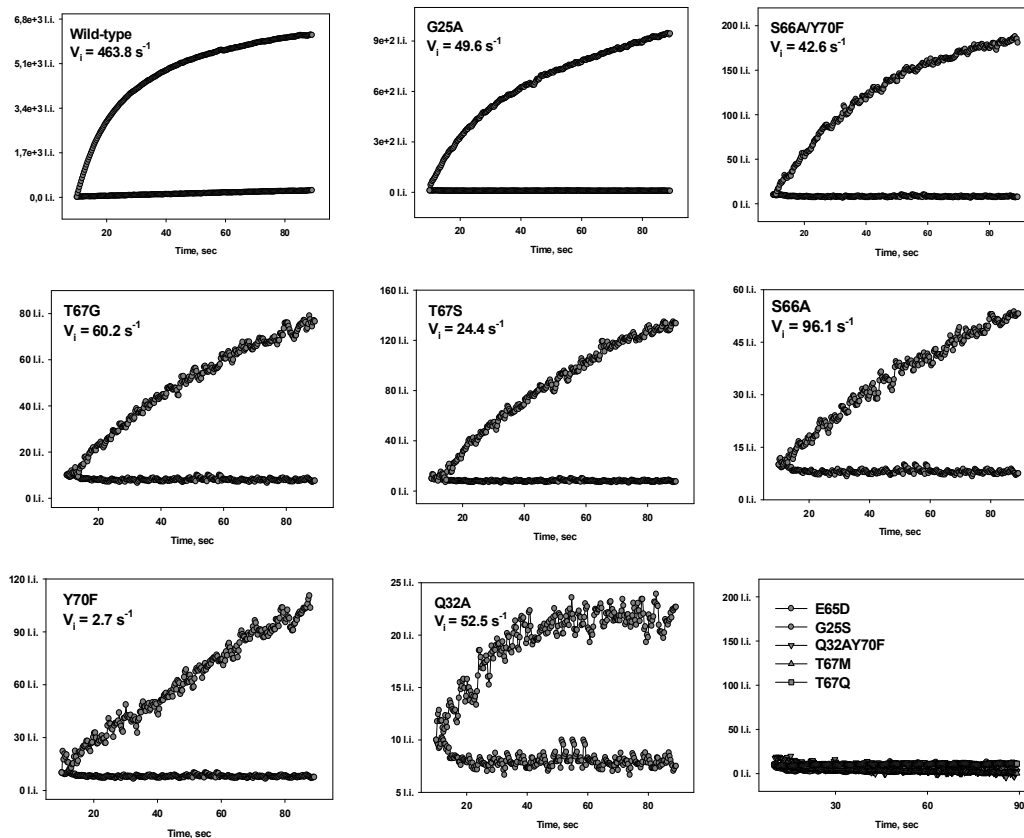 Wild-type
Vi = 463.8 s-1
6,8e+3 l.i.
5,1e+3 l.i.
3,4e+3 l.i.
1,7e+3 l.i.
0,0 l.i.
20 40 60 80
Time, sec
G25A
Vi = 49.6 s-1
9e+2 l.i.
6e+2 l.i.
3e+2 l.i.
0 l.i.
20 40 60 80
Time, sec
S66A/Y70F
Vi = 42.6 s-1
200 l.i.
150 l.i.
100 l.i.
50 l.i.
0 l.i.
20 40 60 80
Time, sec
T67G
Vi = 60.2 s-1
80 l.i.
60 l.i.
40 l.i.
20 l.i.
0 l.i.
20 40 60 80
Time, sec
T67S
Vi = 24.4 s-1
160 l.i.
120 l.i.
80 l.i.
40 l.i.
0 l.i.
20 40 60 80
Time, sec
S66A
Vi = 96.1 s-1
60 l.i.
45 l.i.
30 l.i.
15 l.i.
0 l.i.
20 40 60 80
Time, sec
Y70F
Vi = 2.7 s-1
120 l.i.
90 l.i.
60 l.i.
30 l.i.
0 l.i.
20 40 60 80
Time, sec
Q32A
Vi = 52.5 s-1
25 l.i.
20 l.i.
15 l.i.
10 l.i.
5 l.i.
20 40 60 80
Time, sec
E65D
G25S
Q32AY70F
T67M
T67Q
200 l.i.
150 l.i.
100 l.i.
50 l.i.
0 l.i.
30 60 90
Time, sec